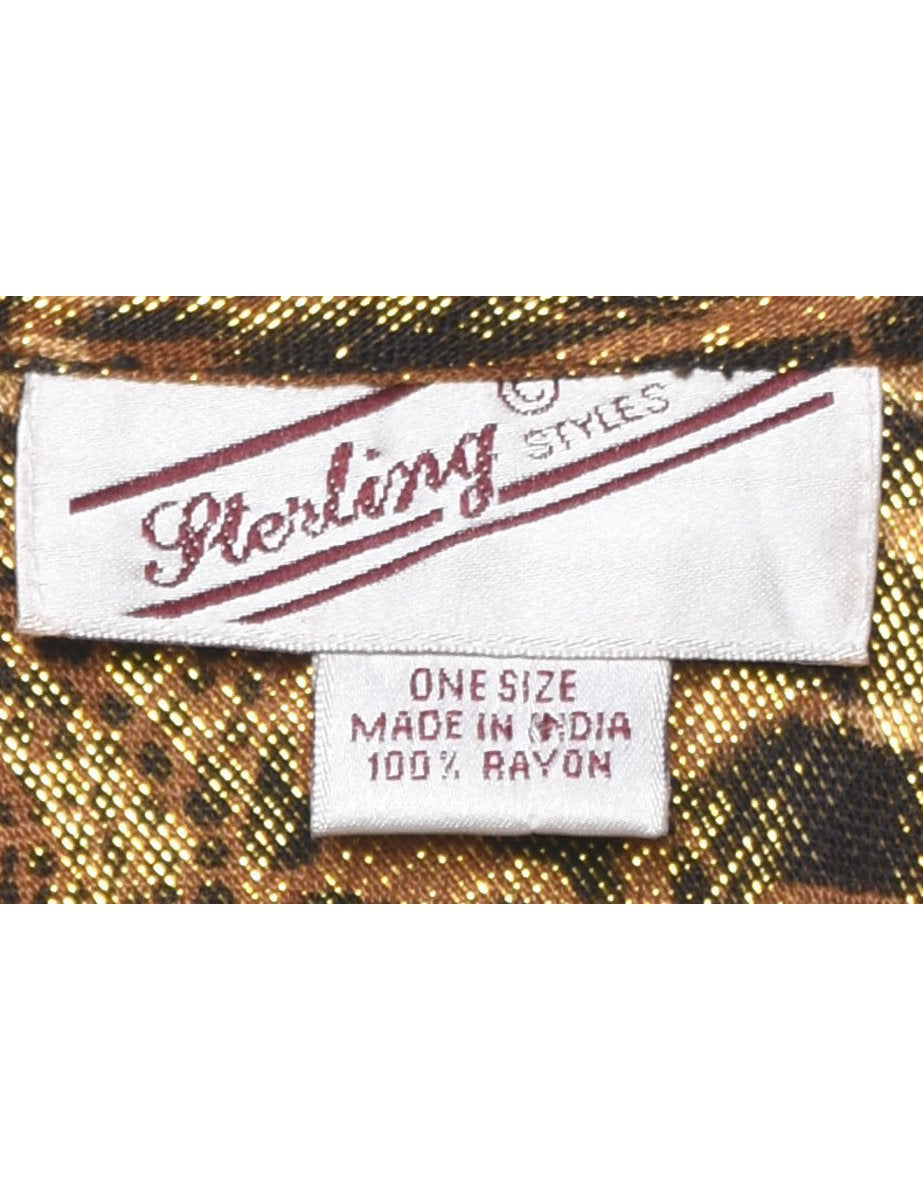 Sterling STYLES
ONE SIZE
MADE IN INDIA
100% RAYON